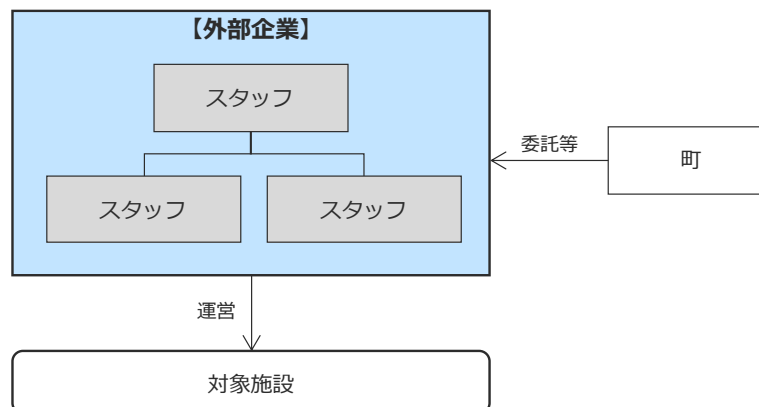 【外部企業】
スタッフ
委託等
町
スタッフ
スタッフ
運営
対象施設